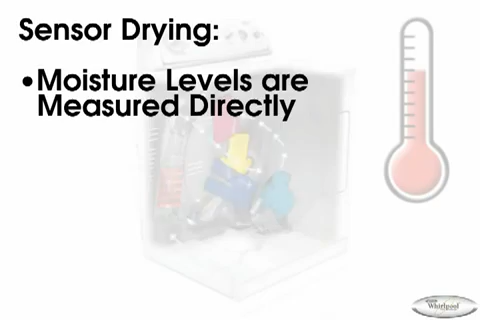 Sensor Drying:
•Moisture Levels are
Measured Directly
Whirlpool